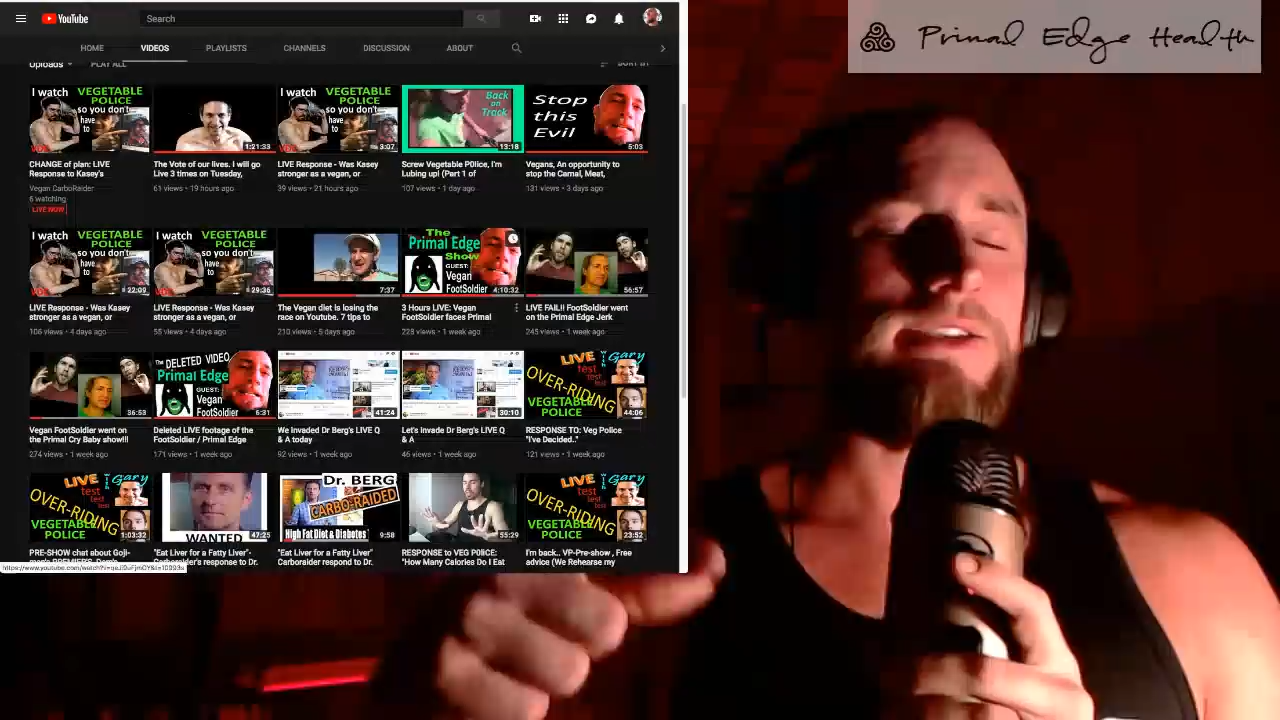 YouTube
Search
HOME VIDEOS PLAYLISTS CHANNELS DISCUSSION ABOUT
Uploads PLAY ALL SORT BY
Primal Edge Health
I watch VEGETABLE POLICE so you don't have to
1:21:33
I watch VEGETABLE POLICE so you don't have to 3:07
Back on Track 13:18
Stop this Evil 5:03
CHANGE of plan: LIVE Response to Kasey's
Vegan CarboRaider
6 watching
LIVE NOW
The Vote of our lives. I will go Live 3 times on Tuesday,
61 views • 19 hours ago
LIVE Response - Was Kasey stronger as a vegan, or
39 views • 21 hours ago
Screw Vegetable P0lice, I'm Lubing up! (Part 1 of
107 views • 1 day ago
Vegans, An opportunity to stop the Carnal, Meat,
131 views • 3 days ago
I watch VEGETABLE POLICE so you don't have to 22:09
I watch VEGETABLE POLICE so you don't have to 29:36
7:37
The Primal Edge Show GUEST: Vegan FootSoldier 4:10:32
56:57
LIVE Response - Was Kasey stronger as a vegan, or
106 views • 4 days ago
LIVE Response - Was Kasey stronger as a vegan, or
55 views • 4 days ago
The Vegan diet is losing the race on Youtube. 7 tips to
210 views • 5 days ago
3 Hours LIVE: Vegan FootSoldier faces Primal
228 views • 1 week ago
LIVE FAIL!! FootSoldier went on the Primal Edge Jerk
245 views • 1 week ago
36:53
The DELETED VIDEO Primal Edge GUEST: Vegan FootSoldier 6:31
41:24
30:10
LIVE with Gary test test test OVER-RIDING VEGETABLE POLICE 44:06
Vegan FootSoldier went on the Primal Cry Baby show!!!
274 views • 1 week ago
Deleted LIVE footage of the FootSoldier / Primal Edge
171 views • 1 week ago
We invaded Dr Berg's LIVE Q & A today
92 views • 1 week ago
Let's Invade Dr Berg's LIVE Q & A
46 views • 1 week ago
RESPONSE TO: Veg Police "I've Decided.."
121 views • 1 week ago
LIVE with Gary test test test OVER-RIDING VEGETABLE POLICE 1:03:32
WANTED 47:25
Dr. BERG CARBO-RAIDED High Fat Diet & Diabetes 9:58
55:29
LIVE with Gary test test test OVER-RIDING VEGETABLE POLICE 23:52
PRE-SHOW chat about Goji-
"Eat Liver for a Fatty Liver"- Carboraider's response to Dr.
"Eat Liver for a Fatty Liver" Carboraider respond to Dr.
RESPONSE to VEG P0liCE: "How Many Calories Do I Eat
I'm back.. VP-Pre-show , Free advice (We Rehearse my